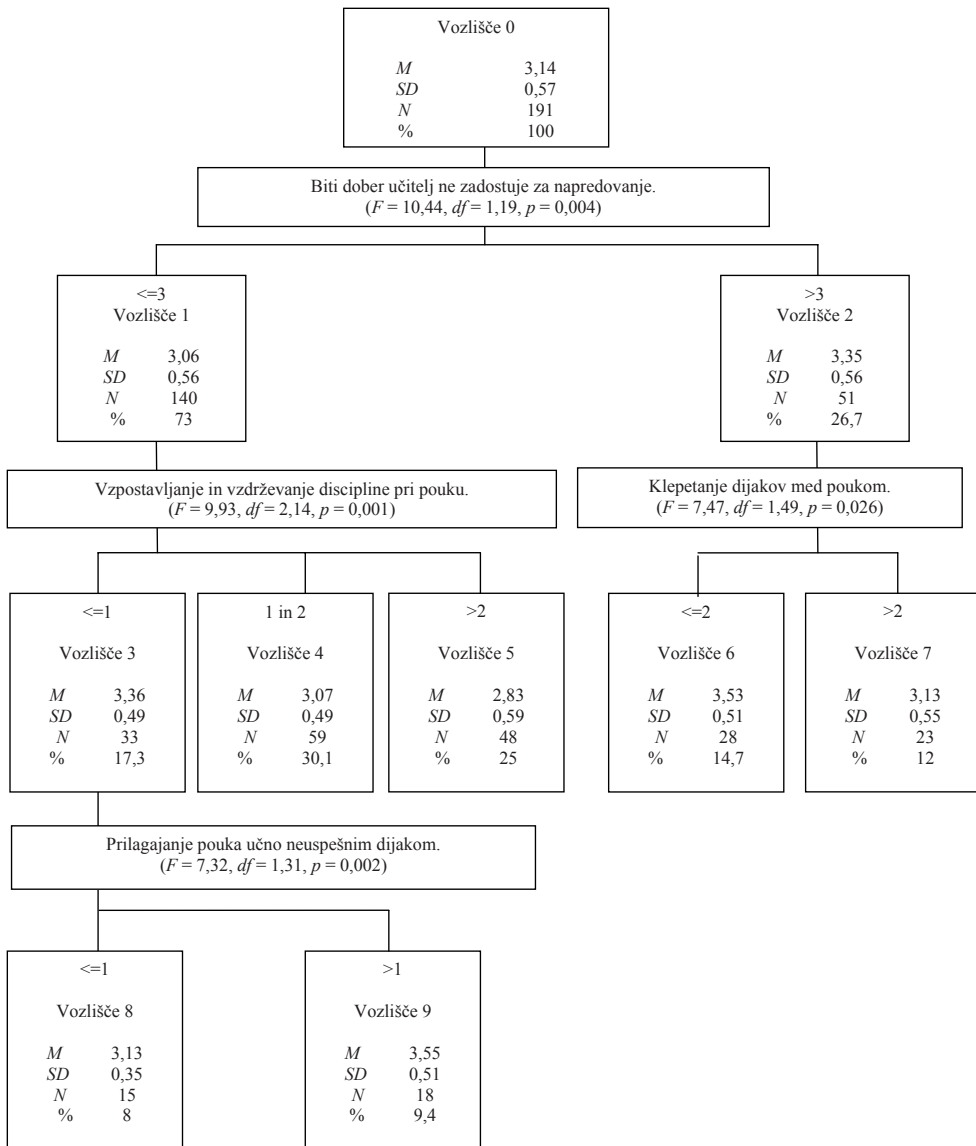 Vozlišče 0
M 3,14
SD 0,57
N 191
% 100
Biti dober učitelj ne zadostuje za napredovanje.
(F = 10,44, df = 1,19, p = 0,004)
<=3
Vozlišče 1
M 3,06
SD 0,56
N 140
% 73
>3
Vozlišče 2
M 3,35
SD 0,56
N 51
% 26,7
Vzpostavljanje in vzdrževanje discipline pri pouku.
(F = 9,93, df = 2,14, p = 0,001)
Klepetanje dijakov med poukom.
(F = 7,47, df = 1,49, p = 0,026)
<=1
Vozlišče 3
M 3,36
SD 0,49
N 33
% 17,3
1 in 2
Vozlišče 4
M 3,07
SD 0,49
N 59
% 30,1
>2
Vozlišče 5
M 2,83
SD 0,59
N 48
% 25
<=2
Vozlišče 6
M 3,53
SD 0,51
N 28
% 14,7
>2
Vozlišče 7
M 3,13
SD 0,55
N 23
% 12
Prilagajanje pouka učno neuspešnim dijakom.
(F = 7,32, df = 1,31, p = 0,002)
<=1
Vozlišče 8
M 3,13
SD 0,35
N 15
% 8
>1
Vozlišče 9
M 3,55
SD 0,51
N 18
% 9,4